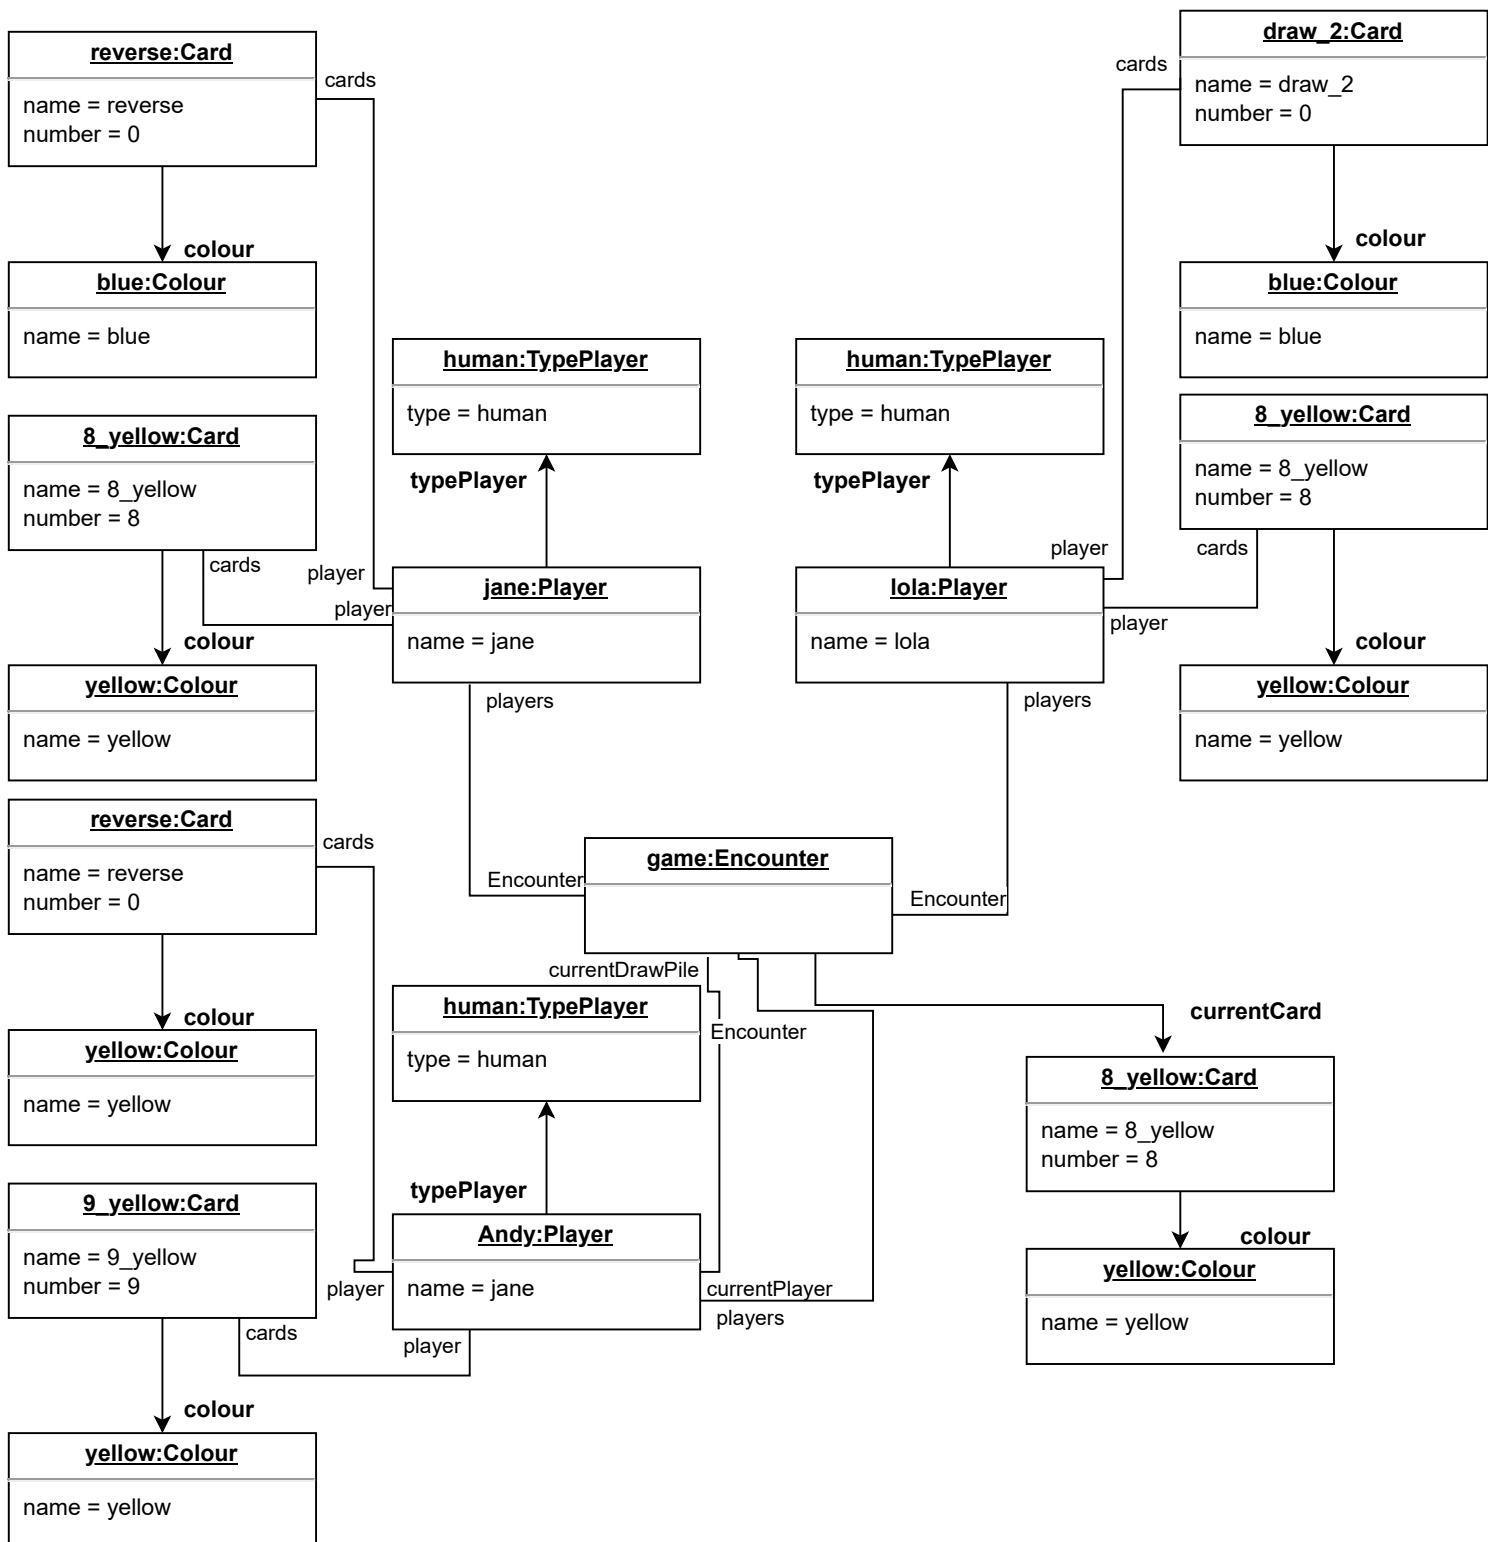 reverse:Card
name = reverse
number = 0
cards
colour
blue:Colour
name = blue
draw_2:Card
name = draw_2
number = 0
cards
colour
blue:Colour
name = blue
human:TypePlayer
type = human
typePlayer
human:TypePlayer
type = human
typePlayer
8_yellow:Card
name = 8_yellow
number = 8
cards
player
player
colour
yellow:Colour
name = yellow
jane:Player
name = jane
players
lola:Player
name = lola
players
player
player
8_yellow:Card
name = 8_yellow
number = 8
cards
colour
yellow:Colour
name = yellow
reverse:Card
name = reverse
number = 0
cards
colour
yellow:Colour
name = yellow
game:Encounter
Encounter
Encounter
currentDrawPile
Encounter
currentCard
human:TypePlayer
type = human
typePlayer
8_yellow:Card
name = 8_yellow
number = 8
colour
yellow:Colour
name = yellow
9_yellow:Card
name = 9_yellow
number = 9
cards
player
player
Andy:Player
name = jane
currentPlayer
players
colour
yellow:Colour
name = yellow